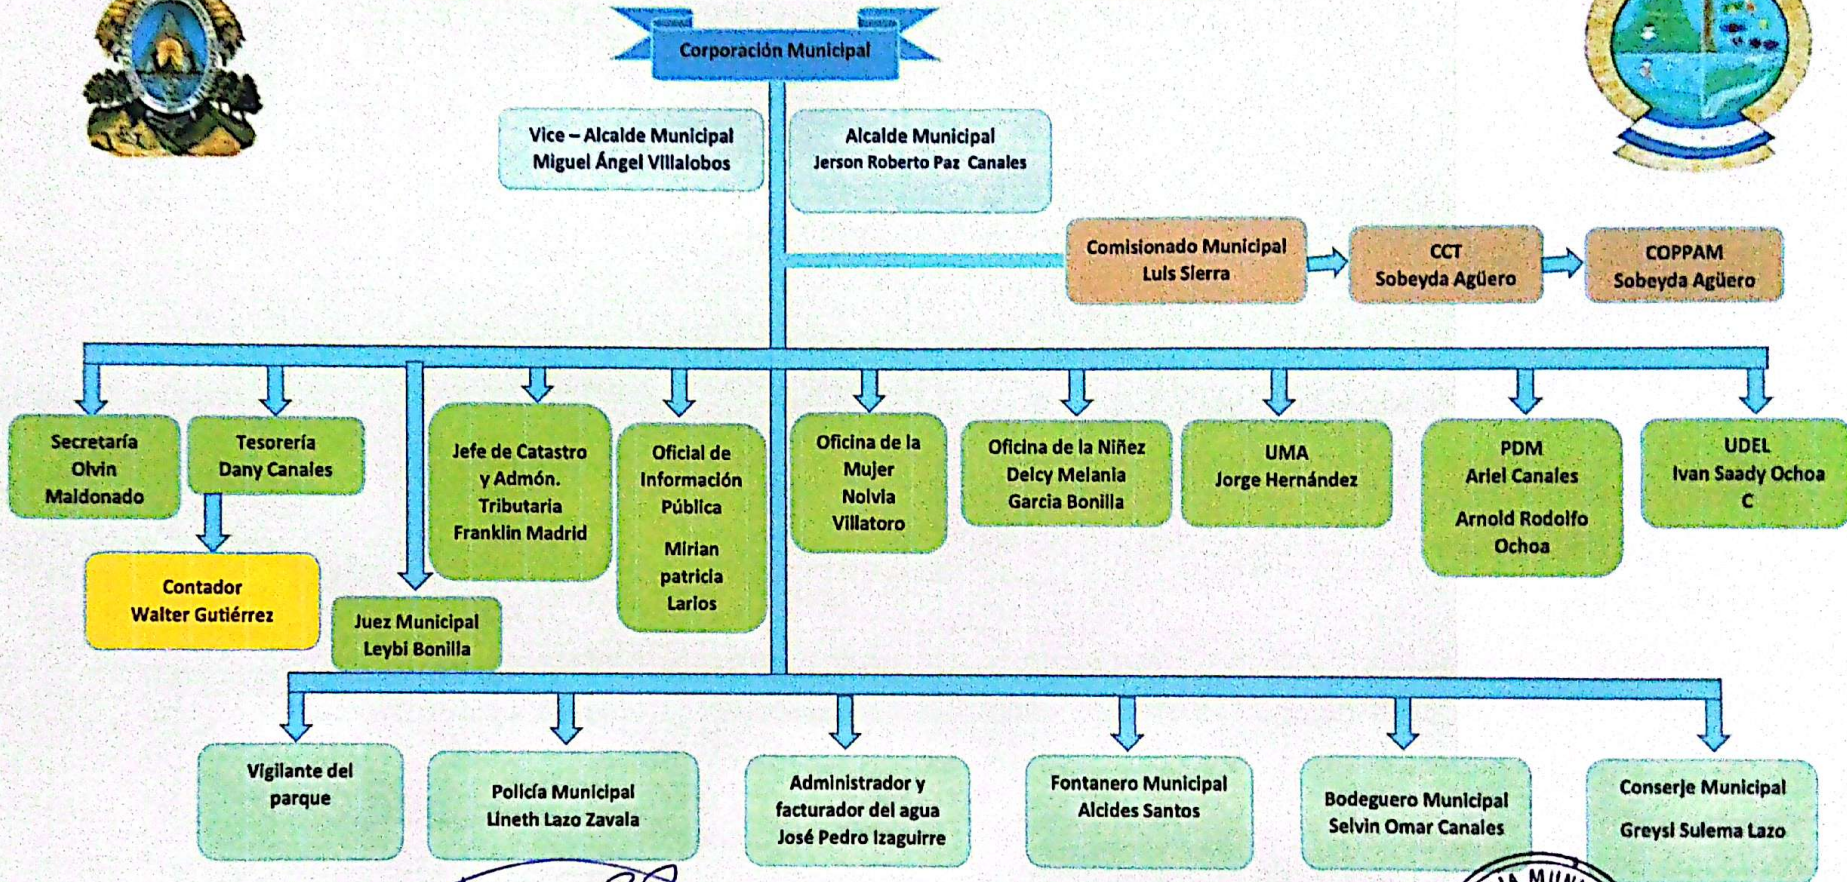 Corporación Municipal
Vice – Alcalde Municipal
Miguel Ángel Villalobos
Alcalde Municipal
Jerson Roberto Paz Canales
Comisionado Municipal
Luis Sierra
CCT
Sobeyda Agüero
COPPAM
Sobeyda Agüero
Secretaría
Olvin
Maldonado
Tesorería
Dany Canales
Jefe de Catastro
y Admón.
Tributaria
Franklin Madrid
Oficial de
Información
Pública
Mirian
patricia
Larios
Oficina de la
Mujer
Nolvia
Villatoro
Oficina de la Niñez
Delcy Melania
Garcia Bonilla
UMA
Jorge Hernández
PDM
Ariel Canales
Arnold Rodolfo
Ochoa
UDEL
Ivan Saady Ochoa
C
Contador
Walter Gutiérrez
Juez Municipal
Leybi Bonilla
Vigilante del
parque
Policía Municipal
Lineth Lazo Zavala
Administrador y
facturador del agua
José Pedro Izaguirre
Fontanero Municipal
Alcides Santos
Bodeguero Municipal
Selvin Omar Canales
Conserje Municipal
Greysi Sulema Lazo